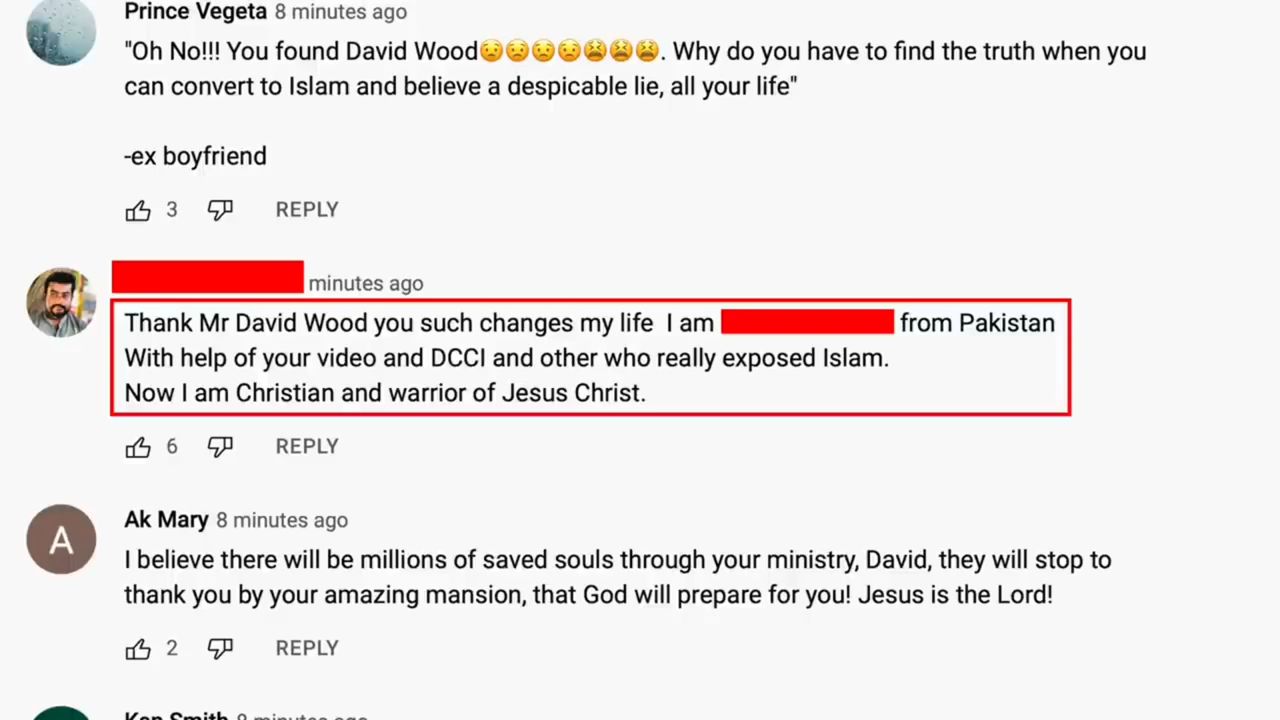 Prince Vegeta 8 minutes ago
"Oh No!!! You found David Wood😟😟😟😟😫😫😫. Why do you have to find the truth when you
can convert to Islam and believe a despicable lie, all your life"
-ex boyfriend
3 REPLY
minutes ago
Thank Mr David Wood you such changes my life I am from Pakistan
With help of your video and DCCI and other who really exposed Islam.
Now I am Christian and warrior of Jesus Christ.
6 REPLY
A
Ak Mary 8 minutes ago
I believe there will be millions of saved souls through your ministry, David, they will stop to
thank you by your amazing mansion, that God will prepare for you! Jesus is the Lord!
2 REPLY
Ken Smith 8 minutes ago